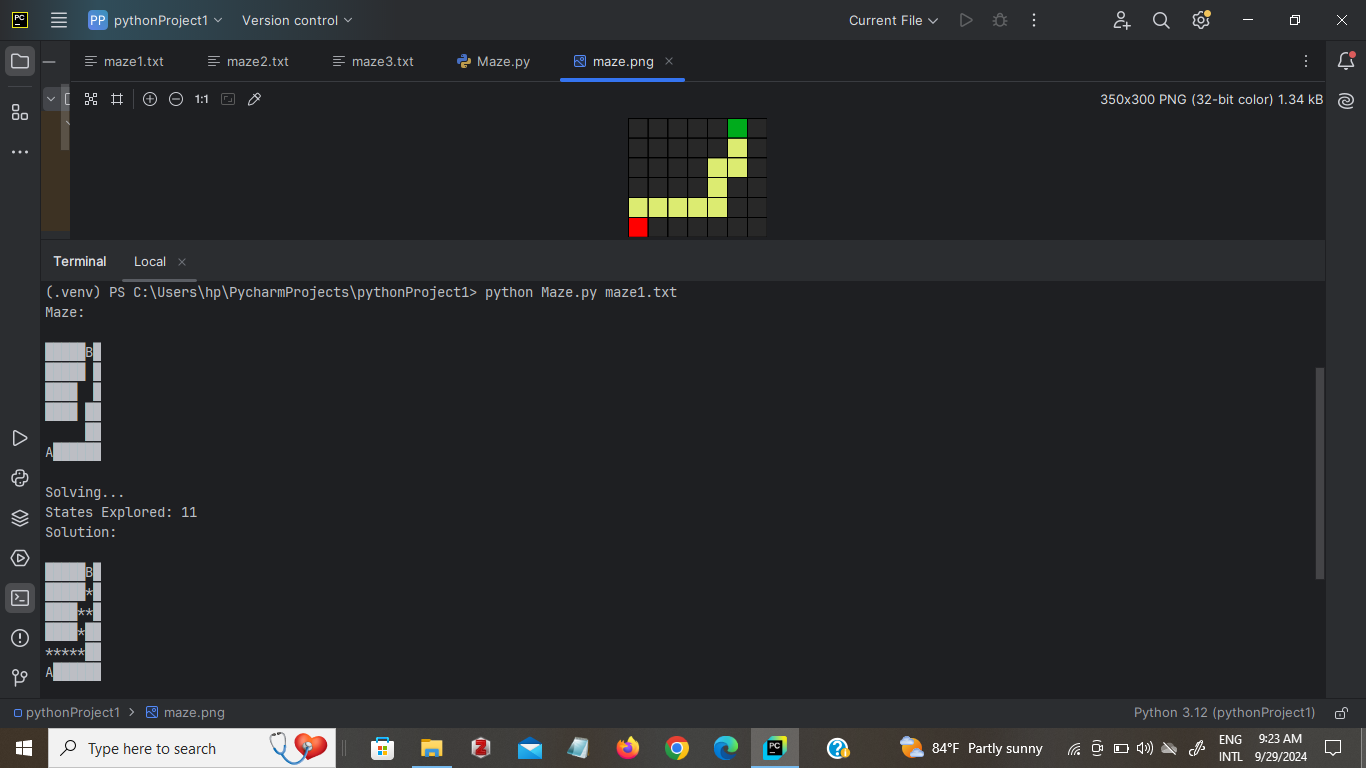 PC PP pythonProject1 Version control Current File
maze1.txt maze2.txt maze3.txt Maze.py maze.png
1:1 350x300 PNG (32-bit color) 1.34 kB
Terminal Local
(.venv) PS C:\Users\hp\PycharmProjects\pythonProject1> python Maze.py maze1.txt
Maze:
█████B█
█████ █
████  █
████ ██
     ██
A██████
Solving...
States Explored: 11
Solution:
█████B█
█████*█
████**█
████*██
*****██
A██████
pythonProject1 > maze.png Python 3.12 (pythonProject1)
Type here to search Z PC 84°F Partly sunny ENG 9:23 AM
INTL 9/29/2024